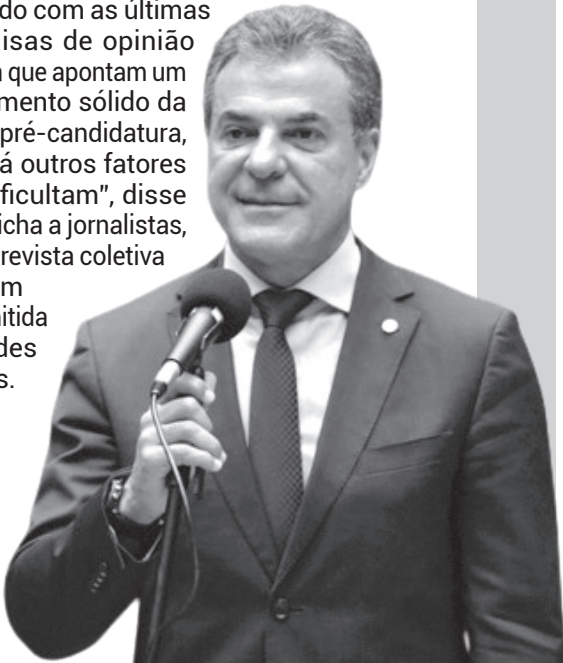 do com as últimas
isas de opinião
que apontam um
mento sólido da
pré-candidatura,
á outros fatores
ficultam", disse
icha a jornalistas,
revista coletiva
m
itida
des
s.